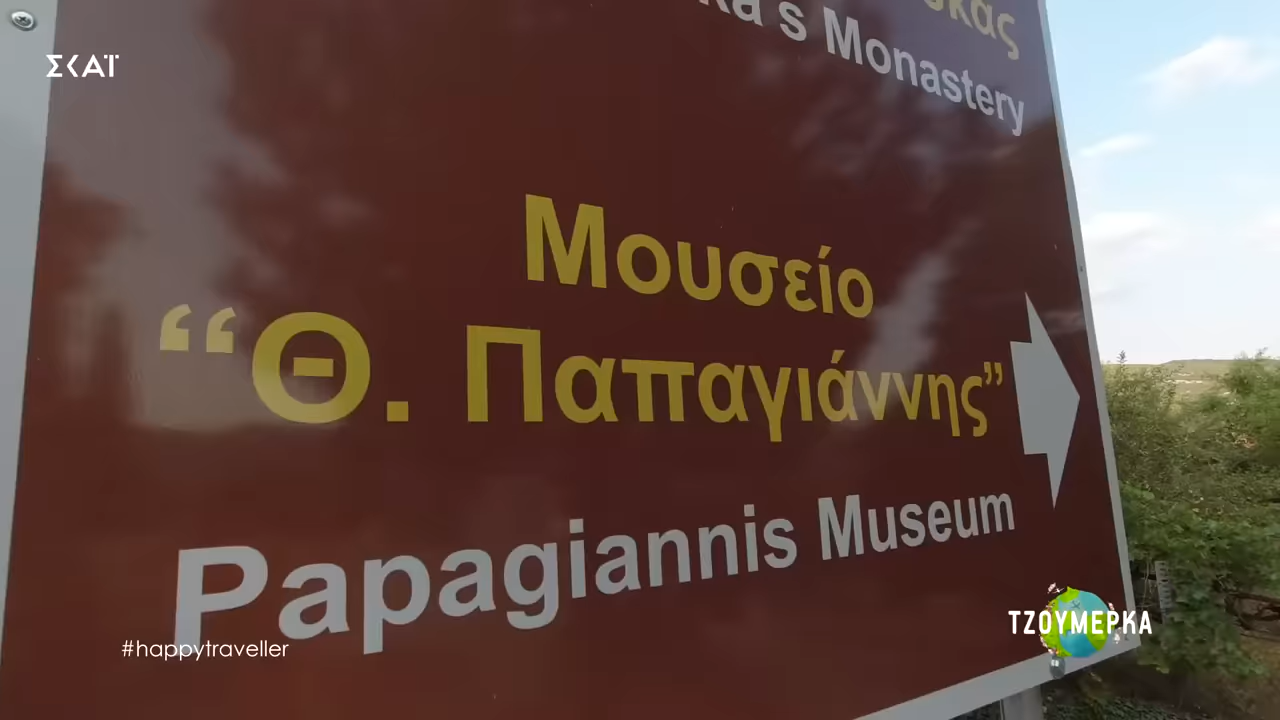 ΣΚΑΪ
Monastery
Μουσείο
“Θ. Παπαγιάννης”
Papagiannis Museum
#happytraveller
ΤΖΟΥΜΕΡΚΑ